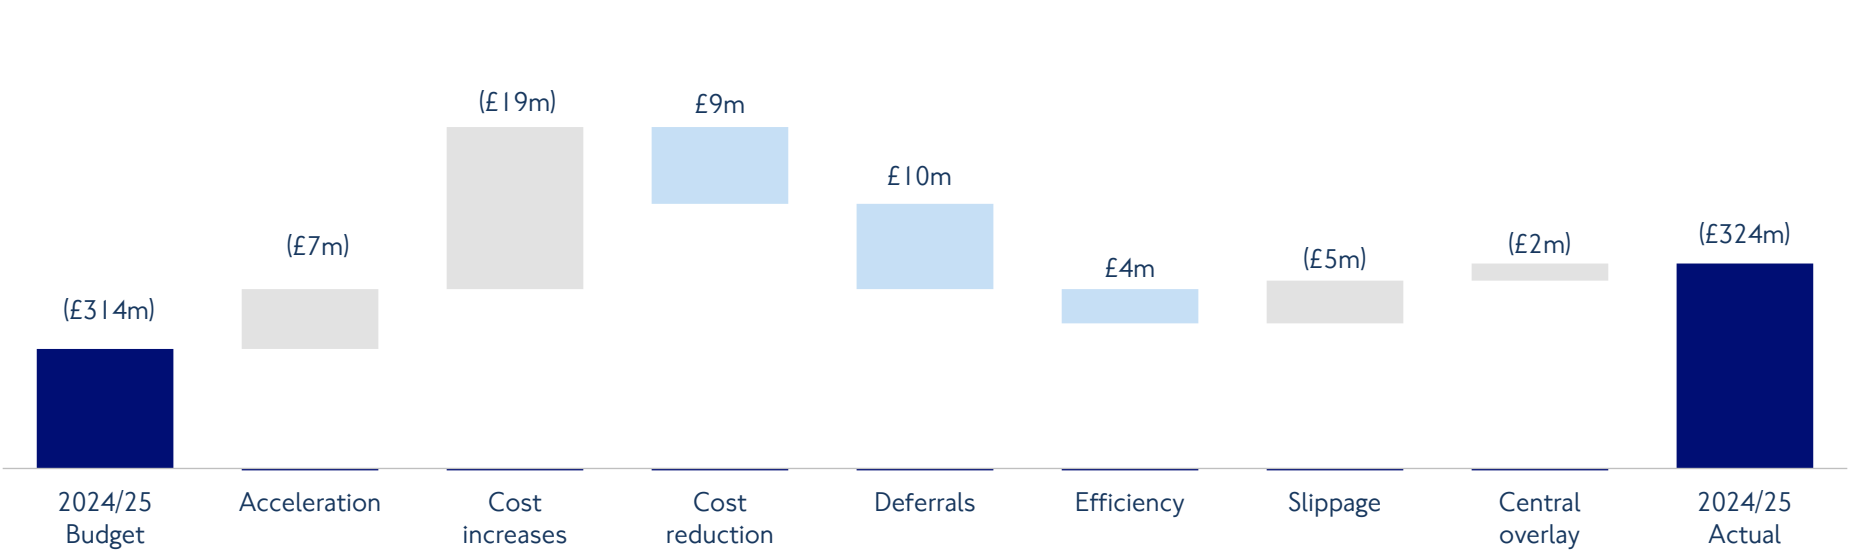 (£314m)
(£7m)
(£19m)
£9m
£10m
£4m
(£5m)
(£2m)
(£324m)
2024/25
Budget
Acceleration
Cost
increases
Cost
reduction
Deferrals
Efficiency
Slippage
Central
overlay
2024/25
Actual